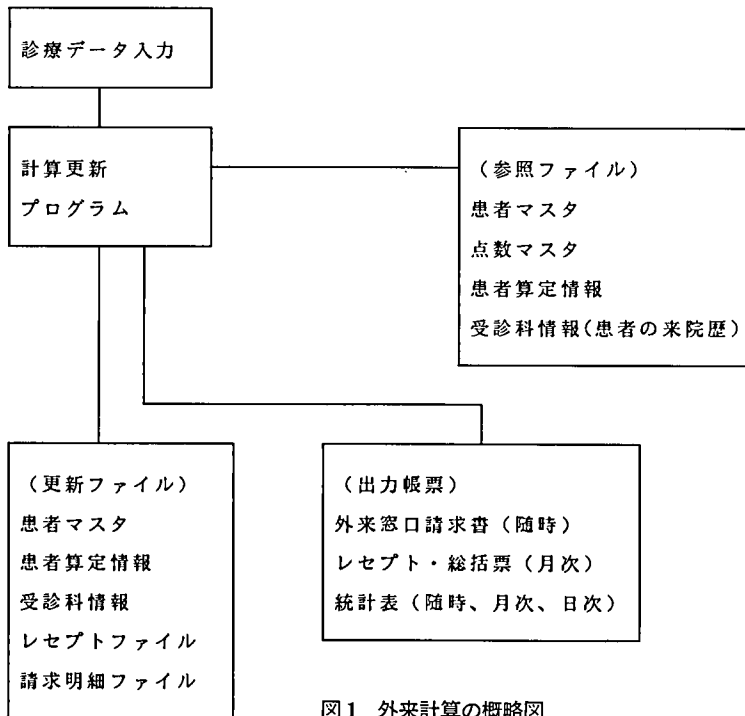 診療データ入力
計算更新
プログラム
（参照ファイル）
患者マスタ
点数マスタ
患者算定情報
受診科情報（患者の来院歴）
（更新ファイル）
患者マスタ
患者算定情報
受診科情報
レセプトファイル
請求明細ファイル
（出力帳票）
外来窓口請求書（随時）
レセプト・総括票（月次）
統計表（随時、月次、日次）
図1 外来計算の概略図